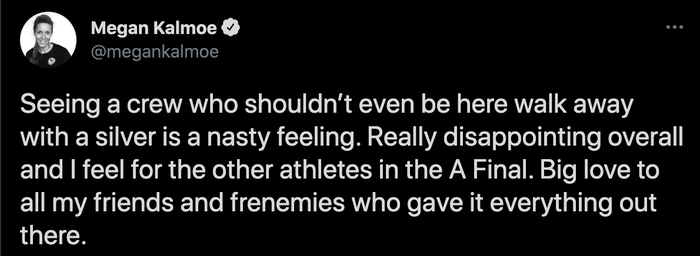 Megan Kalmoe
@megankalmoe
Seeing a crew who shouldn’t even be here walk away
with a silver is a nasty feeling. Really disappointing overall
and I feel for the other athletes in the A Final. Big love to
all my friends and frenemies who gave it everything out
there.